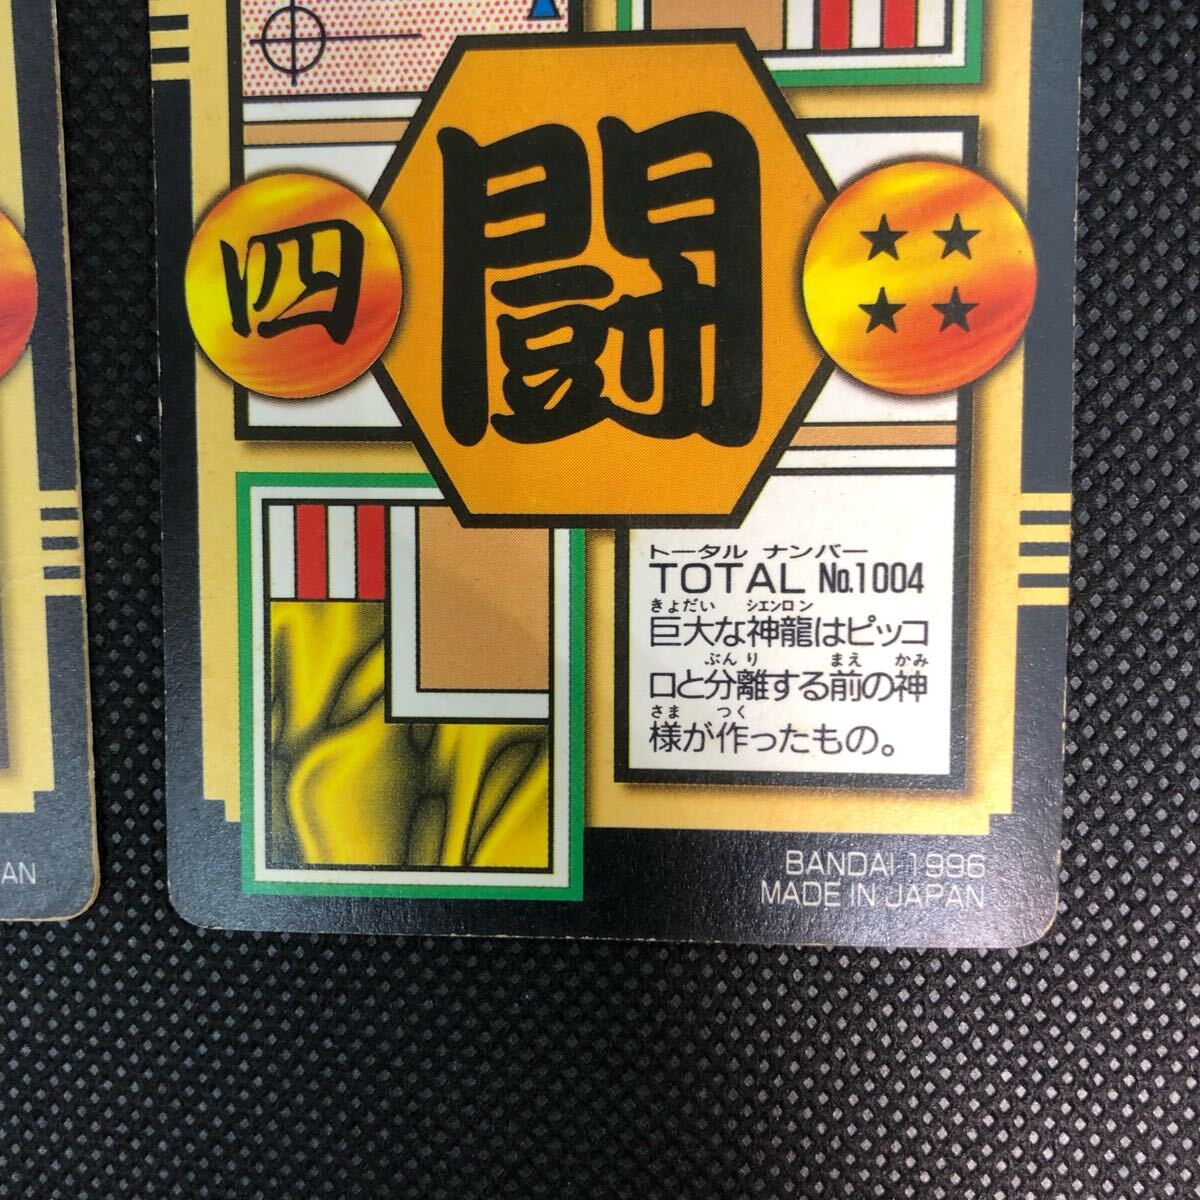 四
闘
トータル ナンバー
TOTAL No.1004
きょだい シエンロン
巨大な神龍はピッコ
ぶんり まえ かみ
ロと分離する前の神
さま つく
様が作ったもの。
BANDAI 1996
MADE IN JAPAN
AN